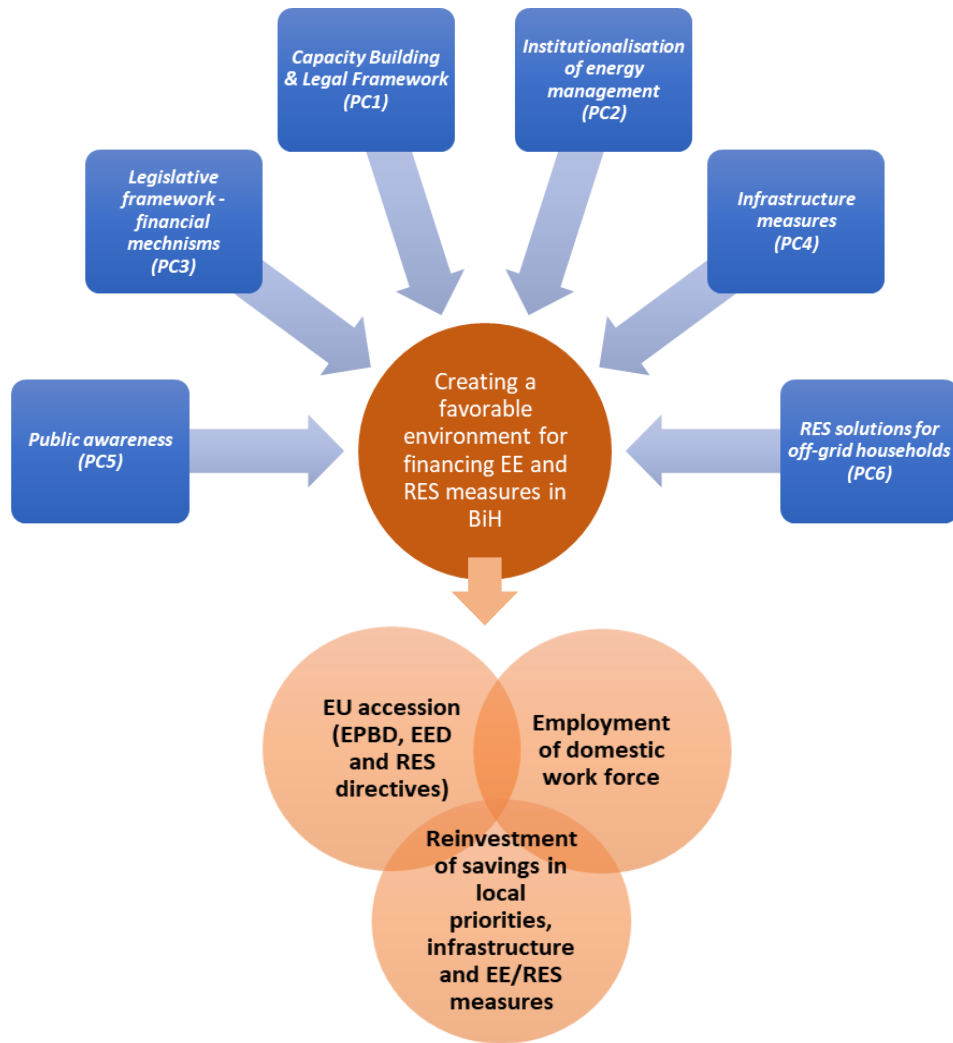 Capacity Building
& Legal Framework
(PC1)
Institutionalisation
of energy
management
(PC2)
Legislative
framework -
financial
mechnisms
(PC3)
Infrastructure
measures
(PC4)
Public awareness
(PC5)
RES solutions for
off-grid households
(PC6)
Creating a
favorable
environment for
financing EE and
RES measures in
BiH
EU accession
(EPBD, EED
and RES
directives)
Employment
of domestic
work force
Reinvestment
of savings in
local
priorities,
infrastructure
and EE/RES
measures